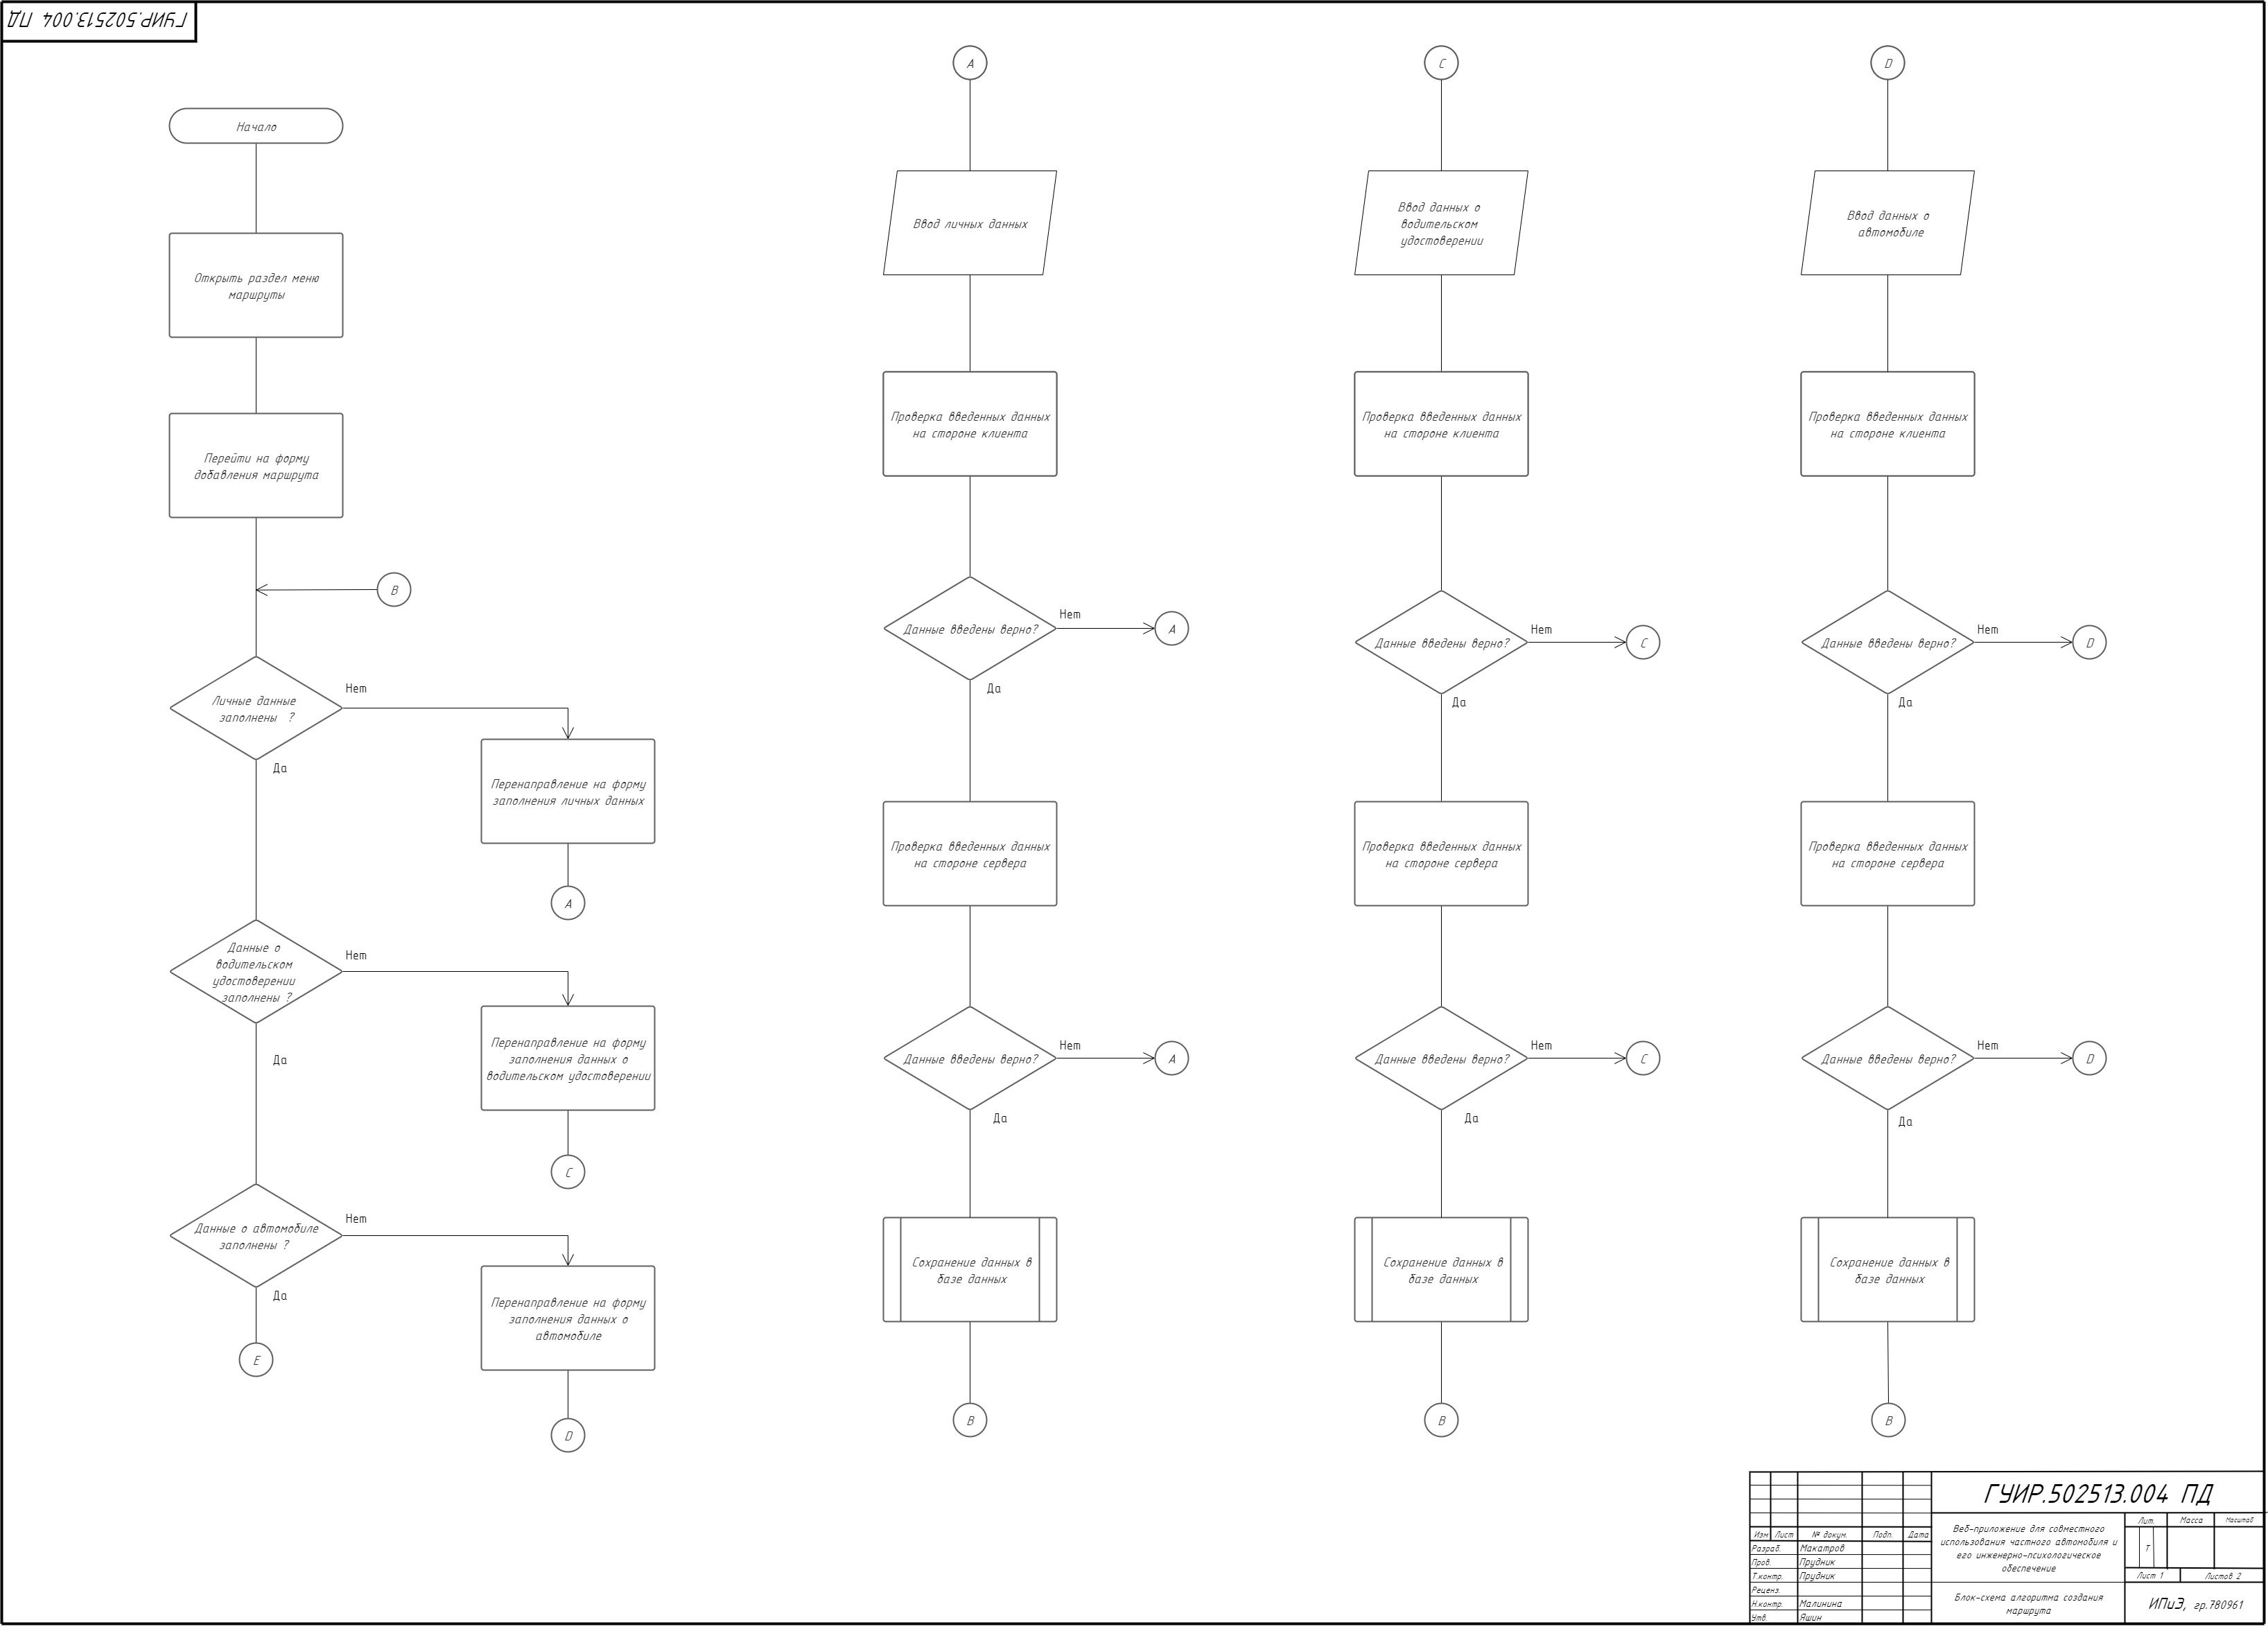 ГУИР.502513.004 ПД
Начало
Открыть раздел меню
маршруты
Перейти на форму
добавления маршрута
B
Личные данные
заполнены ?
Нет
Да
Перенаправление на форму
заполнения личных данных
A
Данные о
водительском
удостоверении
заполнены ?
Нет
Да
Перенаправление на форму
заполнения данных о
водительском удостоверении
C
Данные о автомобиле
заполнены ?
Нет
Да
Перенаправление на форму
заполнения данных о
автомобиле
E
D
A
Ввод личных данных
Проверка введенных данных
на стороне клиента
Данные введены верно?
Нет
A
Да
Проверка введенных данных
на стороне сервера
Данные введены верно?
Нет
A
Да
Сохранение данных в
базе данных
B
C
Ввод данных о
водительском
удостоверении
Проверка введенных данных
на стороне клиента
Данные введены верно?
Нет
C
Да
Проверка введенных данных
на стороне сервера
Данные введены верно?
Нет
C
Да
Сохранение данных в
базе данных
B
D
Ввод данных о
автомобиле
Проверка введенных данных
на стороне клиента
Данные введены верно?
Нет
D
Да
Проверка введенных данных
на стороне сервера
Данные введены верно?
Нет
D
Да
Сохранение данных в
базе данных
B
ГУИР.502513.004 ПД
Изм Лист № докум. Подп. Дата
Разраб. Макатров
Пров. Прудник
Т.контр. Прудник
Реценз.
Н.контр. Малинина
Утв. Яшин
Веб-приложение для совместного
использования частного автомобиля и
его инженерно-психологическое
обеспечение
Блок-схема алгоритма создания
маршрута
Лит. Масса Масштаб
Т
Лист 1 Листов 2
ИПиЭ, гр.780961